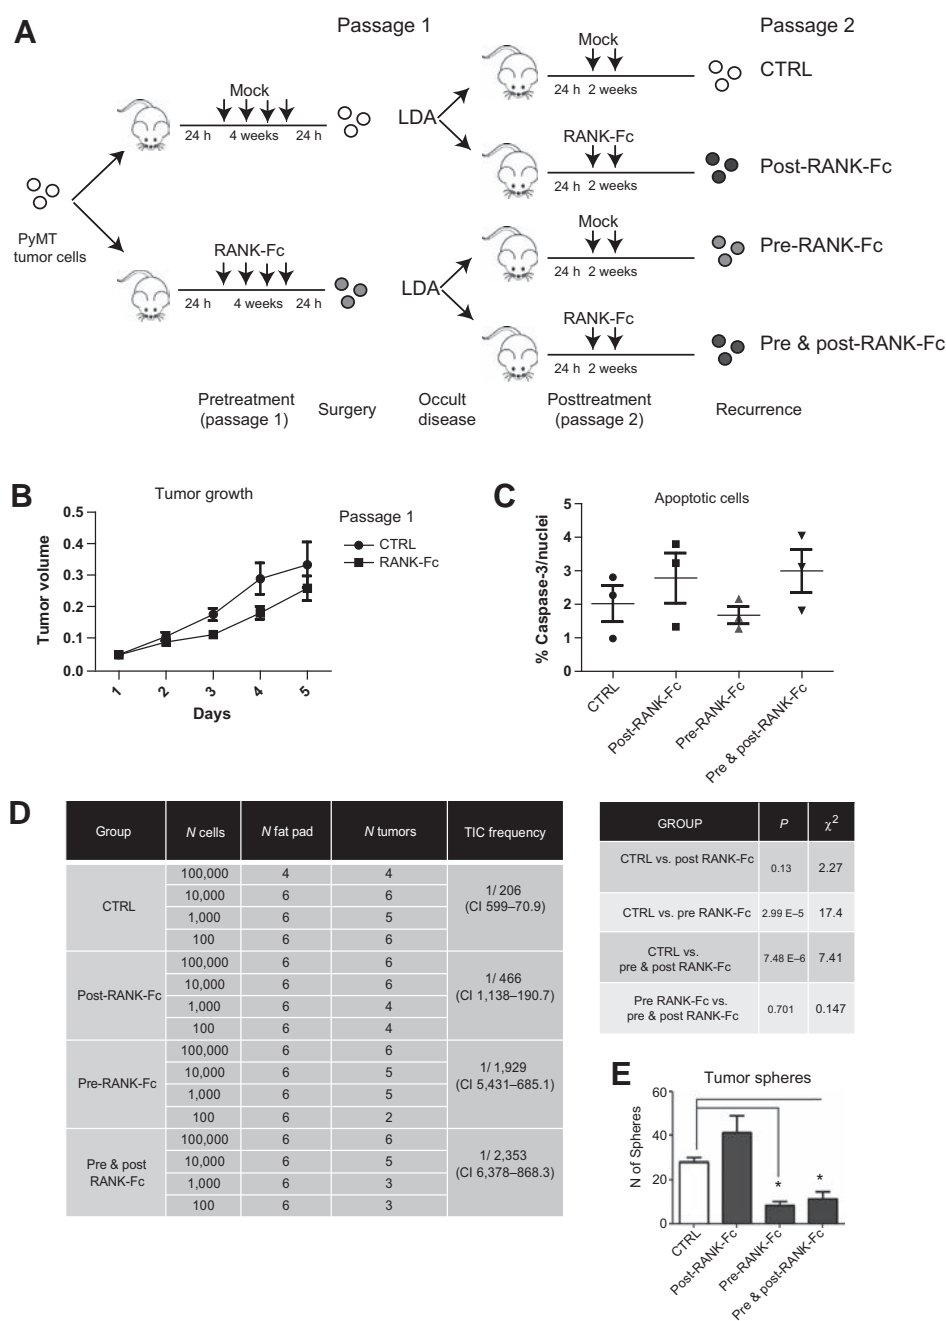 A
Passage 1
Passage 2
Mock
24 h 4 weeks 24 h
LDA
Mock
24 h 2 weeks
CTRL
RANK-Fc
24 h 2 weeks
Post-RANK-Fc
PyMT
tumor cells
RANK-Fc
24 h 4 weeks 24 h
LDA
Mock
24 h 2 weeks
Pre-RANK-Fc
RANK-Fc
24 h 2 weeks
Pre & post-RANK-Fc
Pretreatment
(passage 1)
Surgery
Occult
disease
Posttreatment
(passage 2)
Recurrence
B
Tumor growth
Tumor volume
0.5
0.4
0.3
0.2
0.1
0.0
1 2 3 4 5
Days
Passage 1
CTRL
RANK-Fc
C
Apoptotic cells
% Caspase-3/nuclei
5
4
3
2
1
0
CTRL
Post-RANK-Fc
Pre-RANK-Fc
Pre & post-RANK-Fc
D
Group N cells N fat pad N tumors TIC frequency
CTRL
100,000 4 4
10,000 6 6
1,000 6 5
100 6 6
1/ 206
(CI 599–70.9)
Post-RANK-Fc
100,000 6 6
10,000 6 6
1,000 6 4
100 6 4
1/ 466
(CI 1,138–190.7)
Pre-RANK-Fc
100,000 6 6
10,000 6 5
1,000 6 5
100 6 2
1/ 1,929
(CI 5,431–685.1)
Pre & post
RANK-Fc
100,000 6 6
10,000 6 5
1,000 6 3
100 6 3
1/ 2,353
(CI 6,378–868.3)
GROUP P χ2
CTRL vs. post RANK-Fc 0.13 2.27
CTRL vs. pre RANK-Fc 2.99 E–5 17.4
CTRL vs.
pre & post RANK-Fc 7.48 E–6 7.41
Pre RANK-Fc vs.
pre & post RANK-Fc 0.701 0.147
E
Tumor spheres
N of Spheres
60
40
20
0
* *
CTRL
Post-RANK-Fc
Pre-RANK-Fc
Pre & post-RANK-Fc